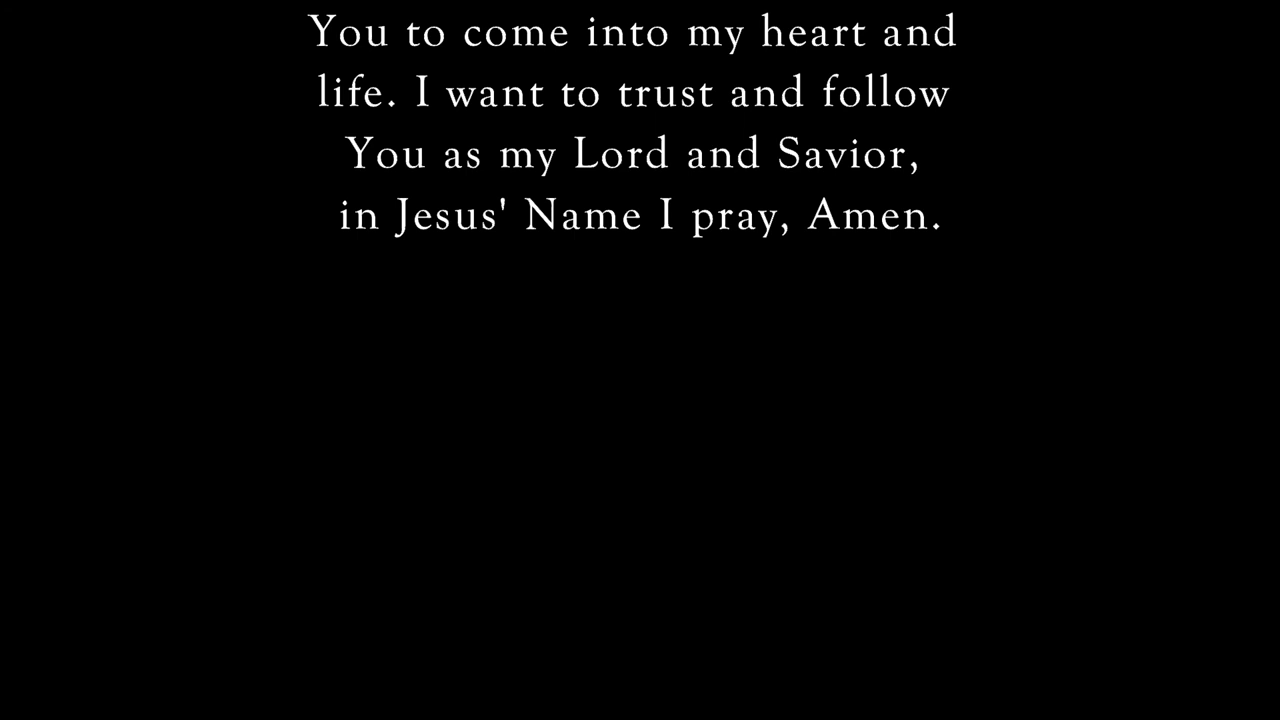 You to come into my heart and
life. I want to trust and follow
You as my Lord and Savior,
in Jesus' Name I pray, Amen.